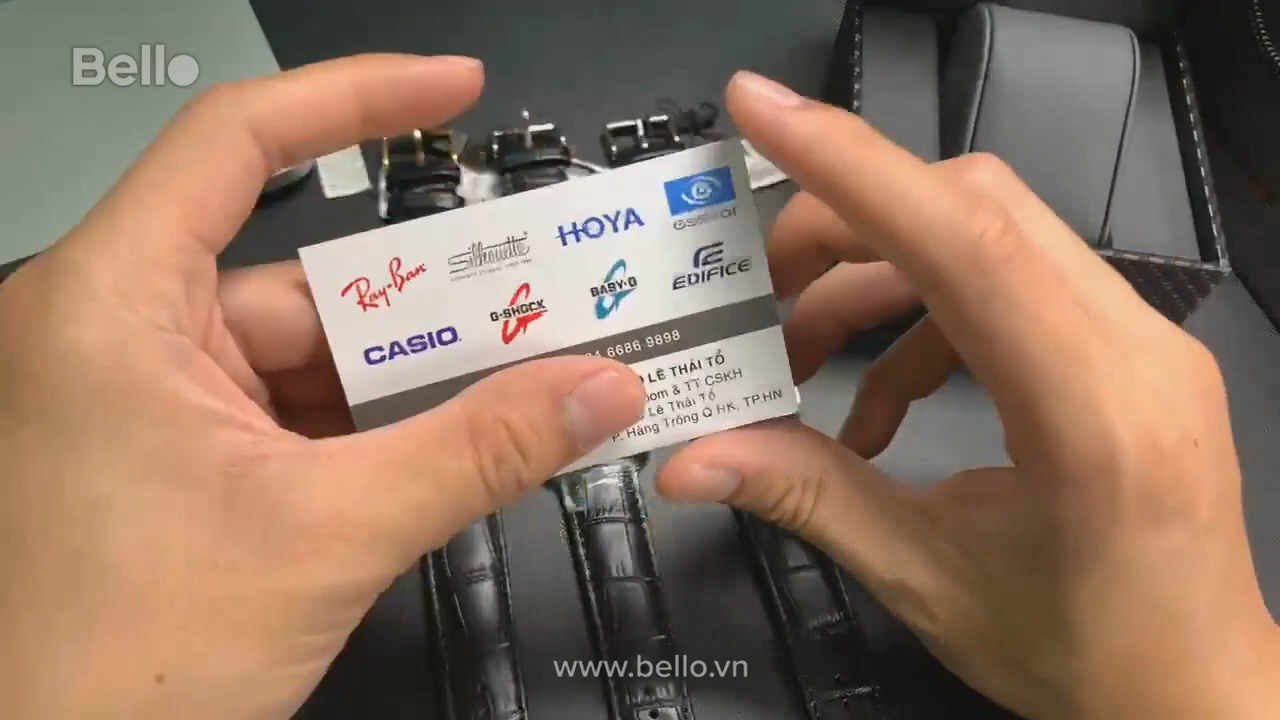 Bello
Ray-Ban
Silhouette
HOYA
essilor
CASIO
G-SHOCK
BABY-G
EDIFICE
6686 9898
LÊ THÁI TỔ
& TT CSKH
Lê Thái Tổ
P. Hàng Trống Q HK, TP.HN
www.bello.vn